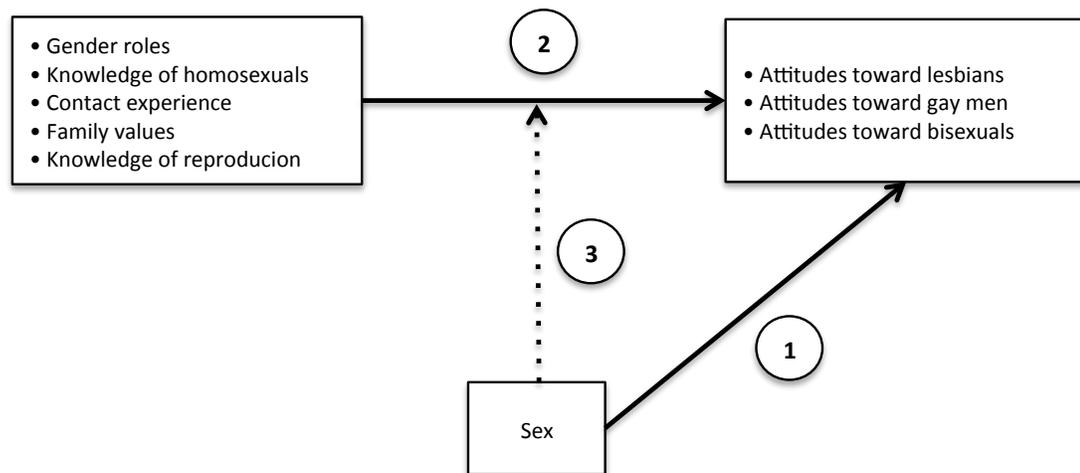 • Gender roles
• Knowledge of homosexuals
• Contact experience
• Family values
• Knowledge of reproducion
2
• Attitudes toward lesbians
• Attitudes toward gay men
• Attitudes toward bisexuals
3
1
Sex